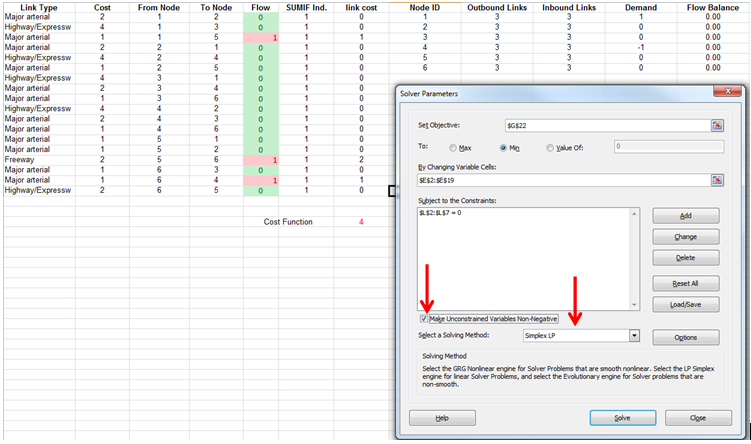 Link Type Cost From Node To Node Flow SUMIF Ind. link cost Node ID Outbound Links Inbound Links Demand Flow Balance
Major arterial 2 1 2 0 1 0 1 3 3 1 0.00
Highway/Expressw 4 1 3 0 1 0 2 3 3 0 0.00
Major arterial 1 1 5 1 1 1 3 3 3 0 0.00
Major arterial 2 2 1 0 1 0 4 3 3 -1 0.00
Highway/Expressw 4 2 4 0 1 0 5 3 3 0 0.00
Major arterial 1 2 5 0 1 0 6 3 3 0 0.00
Highway/Expressw 4 3 1 0 1 0
Major arterial 2 3 4 0 1 0
Major arterial 1 3 6 0 1 0
Highway/Expressw 4 4 2 0 1 0
Major arterial 2 4 3 0 1 0
Major arterial 1 4 6 0 1 0
Major arterial 1 5 1 0 1 0
Major arterial 1 5 2 0 1 0
Freeway 2 5 6 1 1 2
Major arterial 1 6 3 0 1 0
Major arterial 1 6 4 1 1 1
Highway/Expressw 2 6 5 0 1 0
Cost Function 4
Solver Parameters
Set Objective: $G$22
To: Max Min Value Of: 0
By Changing Variable Cells:
$E$2:$E$19
Subject to the Constraints:
$L$2:$L$7 = 0
Add
Change
Delete
Reset All
Load/Save
Make Unconstrained Variables Non-Negative
Select a Solving Method: Simplex LP Options
Solving Method
Select the GRG Nonlinear engine for Solver Problems that are smooth nonlinear. Select the LP Simplex
engine for linear Solver Problems, and select the Evolutionary engine for Solver problems that are
non-smooth.
Help Solve Close